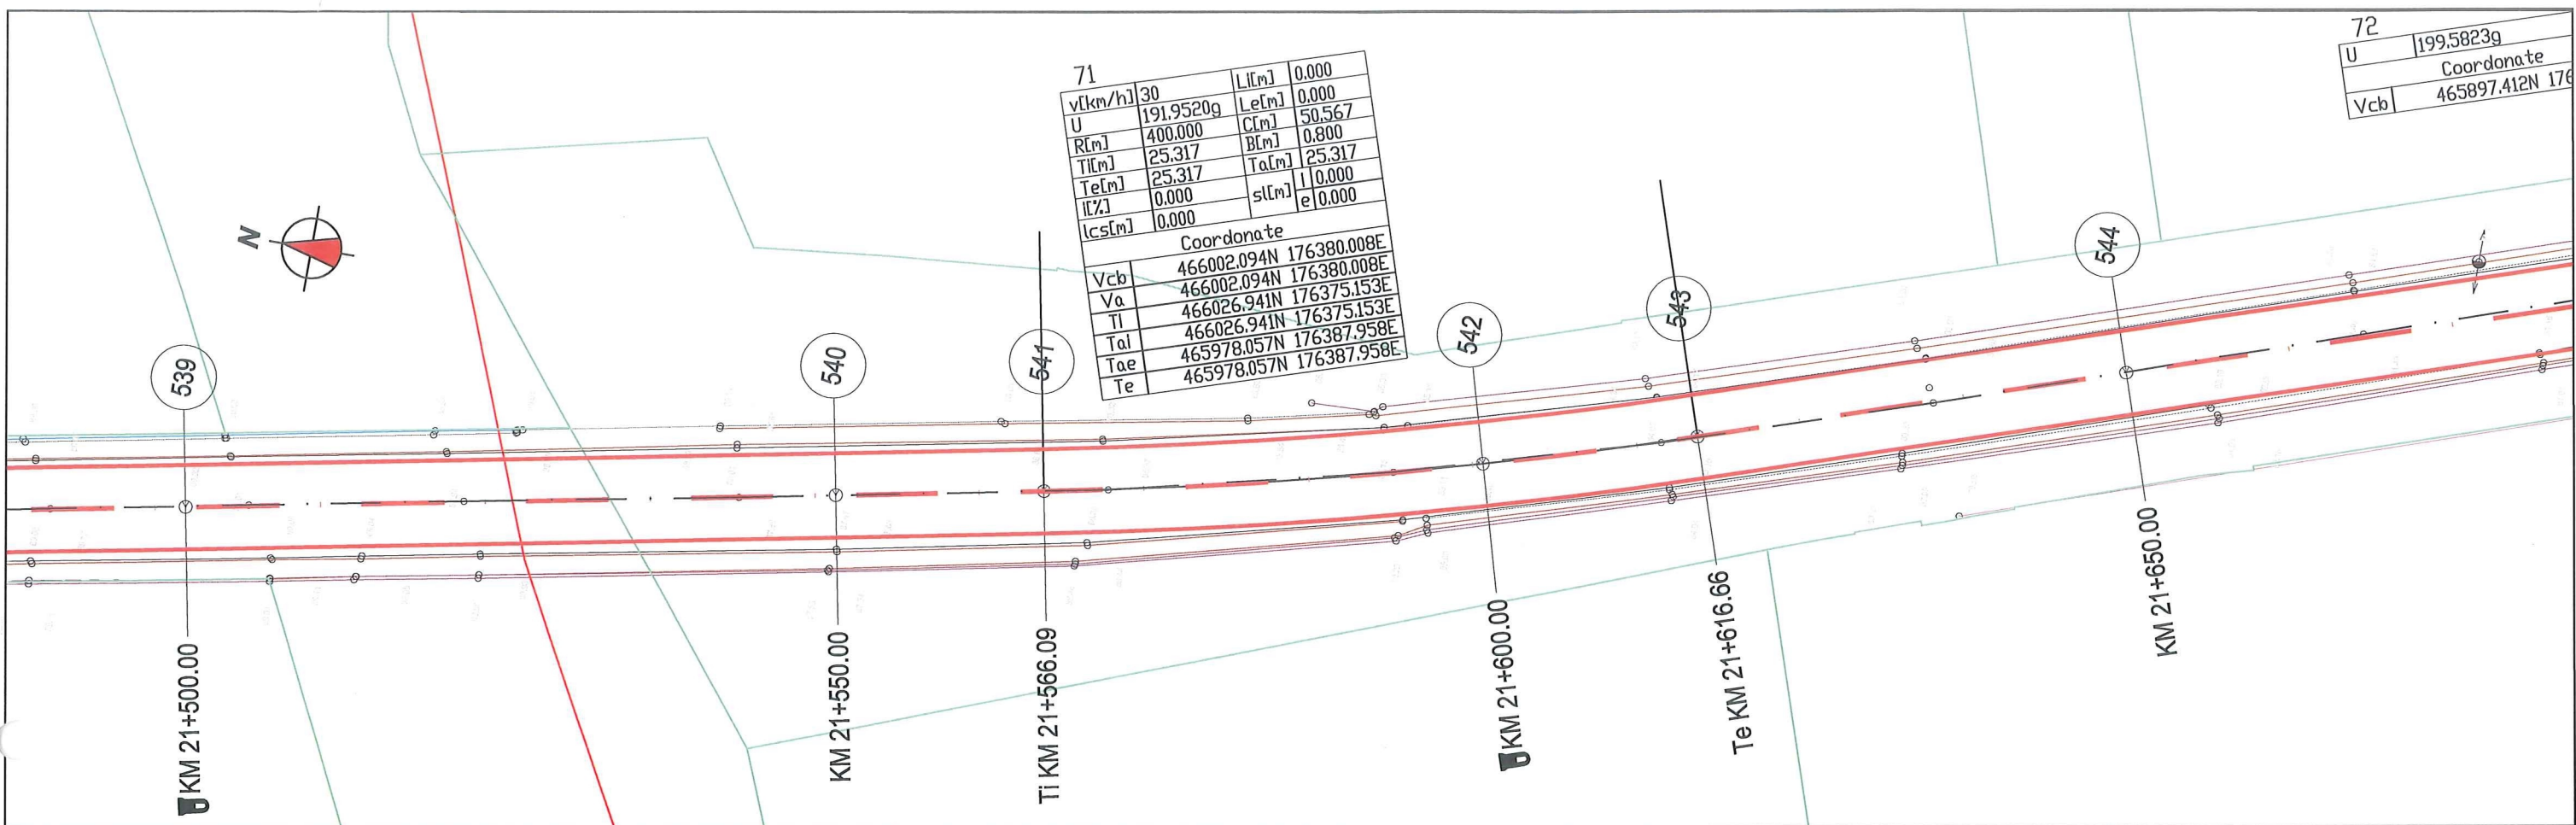 71
v[km/h] 30 Li[m] 0.000
U 191.9520g Le[m] 0.000
R[m] 400.000 C[m] 50.567
Ti[m] 25.317 B[m] 0.800
Te[m] 25.317 Ta[m] 25.317
i[%] 0.000 sl[m] i 0.000
lcs[m] 0.000 e 0.000
Coordonate
Vcb 466002.094N 176380.008E
Va 466002.094N 176380.008E
Ti 466026.941N 176375.153E
Tai 466026.941N 176375.153E
Tae 465978.057N 176387.958E
Te 465978.057N 176387.958E
72
U 199.5823g
Coordonate
Vcb 465897.412N 176
N
539
540
541
542
543
544
KM 21+500.00
KM 21+550.00
Ti KM 21+566.09
KM 21+600.00
Te KM 21+616.66
KM 21+650.00